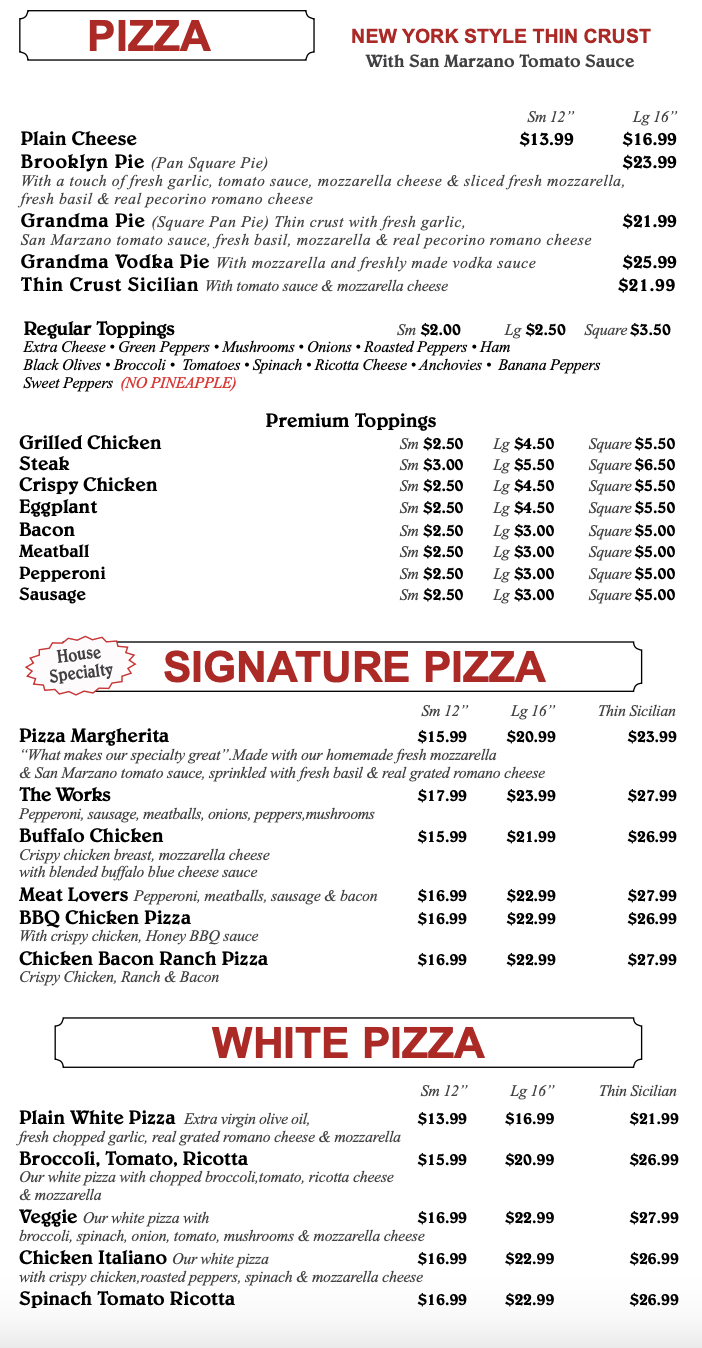 PIZZA
NEW YORK STYLE THIN CRUST
With San Marzano Tomato Sauce
Sm 12” Lg 16”
Plain Cheese $13.99 $16.99
Brooklyn Pie (Pan Square Pie) $23.99
With a touch of fresh garlic, tomato sauce, mozzarella cheese & sliced fresh mozzarella,
fresh basil & real pecorino romano cheese
Grandma Pie (Square Pan Pie) Thin crust with fresh garlic, $21.99
San Marzano tomato sauce, fresh basil, mozzarella & real pecorino romano cheese
Grandma Vodka Pie With mozzarella and freshly made vodka sauce $25.99
Thin Crust Sicilian With tomato sauce & mozzarella cheese $21.99
Regular Toppings Sm $2.00 Lg $2.50 Square $3.50
Extra Cheese • Green Peppers • Mushrooms • Onions • Roasted Peppers • Ham
Black Olives • Broccoli • Tomatoes • Spinach • Ricotta Cheese • Anchovies • Banana Peppers
Sweet Peppers (NO PINEAPPLE)
Premium Toppings
Grilled Chicken Sm $2.50 Lg $4.50 Square $5.50
Steak Sm $3.00 Lg $5.50 Square $6.50
Crispy Chicken Sm $2.50 Lg $4.50 Square $5.50
Eggplant Sm $2.50 Lg $4.50 Square $5.50
Bacon Sm $2.50 Lg $3.00 Square $5.00
Meatball Sm $2.50 Lg $3.00 Square $5.00
Pepperoni Sm $2.50 Lg $3.00 Square $5.00
Sausage Sm $2.50 Lg $3.00 Square $5.00
House
Specialty
SIGNATURE PIZZA
Sm 12” Lg 16” Thin Sicilian
Pizza Margherita $15.99 $20.99 $23.99
“What makes our specialty great”.Made with our homemade fresh mozzarella
& San Marzano tomato sauce, sprinkled with fresh basil & real grated romano cheese
The Works $17.99 $23.99 $27.99
Pepperoni, sausage, meatballs, onions, peppers,mushrooms
Buffalo Chicken $15.99 $21.99 $26.99
Crispy chicken breast, mozzarella cheese
with blended buffalo blue cheese sauce
Meat Lovers Pepperoni, meatballs, sausage & bacon $16.99 $22.99 $27.99
BBQ Chicken Pizza $16.99 $22.99 $26.99
With crispy chicken, Honey BBQ sauce
Chicken Bacon Ranch Pizza $16.99 $22.99 $27.99
Crispy Chicken, Ranch & Bacon
WHITE PIZZA
Sm 12” Lg 16” Thin Sicilian
Plain White Pizza Extra virgin olive oil, $13.99 $16.99 $21.99
fresh chopped garlic, real grated romano cheese & mozzarella
Broccoli, Tomato, Ricotta $15.99 $20.99 $26.99
Our white pizza with chopped broccoli,tomato, ricotta cheese
& mozzarella
Veggie Our white pizza with $16.99 $22.99 $27.99
broccoli, spinach, onion, tomato, mushrooms & mozzarella cheese
Chicken Italiano Our white pizza $16.99 $22.99 $26.99
with crispy chicken,roasted peppers, spinach & mozzarella cheese
Spinach Tomato Ricotta $16.99 $22.99 $26.99